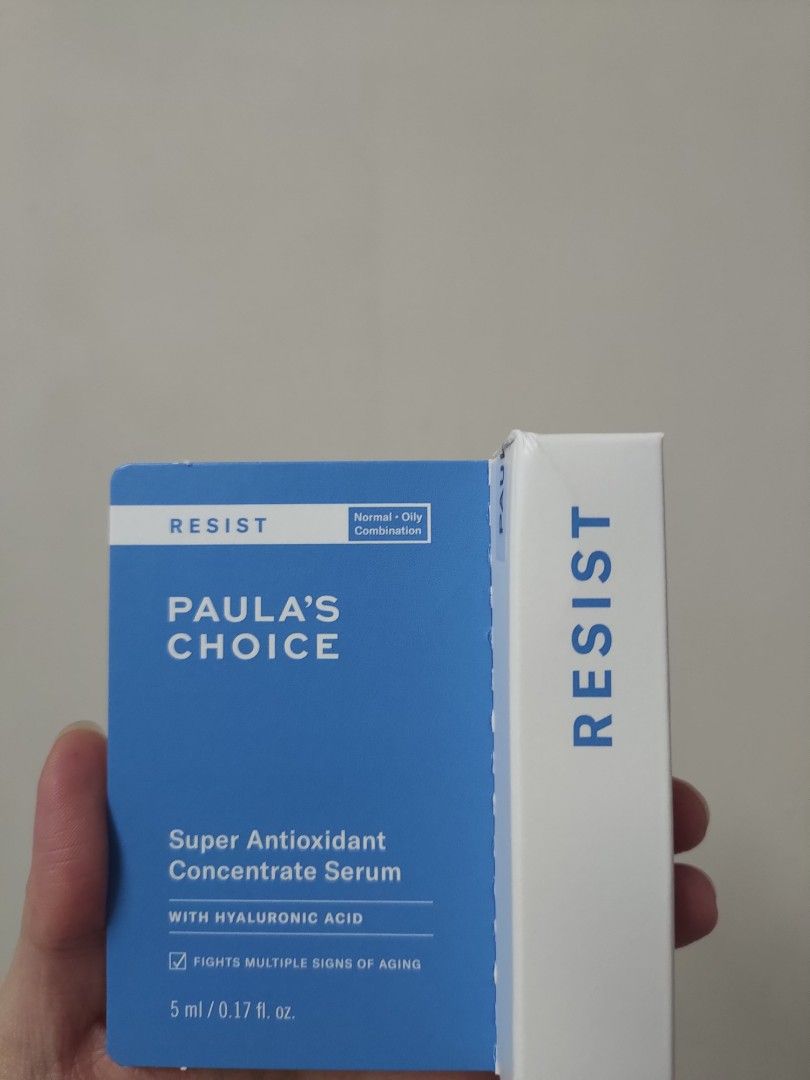 RESIST
Normal • Oily
Combination
PAULA'S
CHOICE
Super Antioxidant
Concentrate Serum
WITH HYALURONIC ACID
FIGHTS MULTIPLE SIGNS OF AGING
5 ml / 0.17 fl. oz.
RESIST